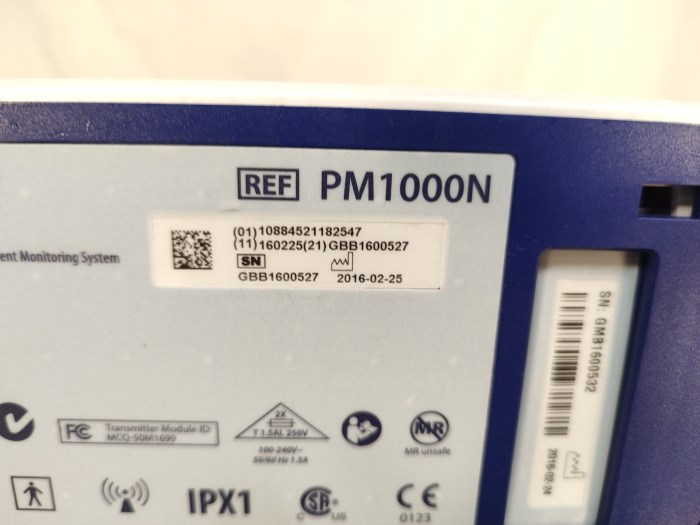 REF PM1000N
(01)10884521182547
(11)160225(21)GBB1600527
SN
GBB1600527 2016-02-25
ent Monitoring System
SN: GMB1600532
2016-02-24
FC Transmitter Module ID:
MCQ-50M1699
2X
T 1.5AL 250V
100-240V~
50/60 Hz 1.5A
MR
MR unsafe
IPX1
C US
CE
0123